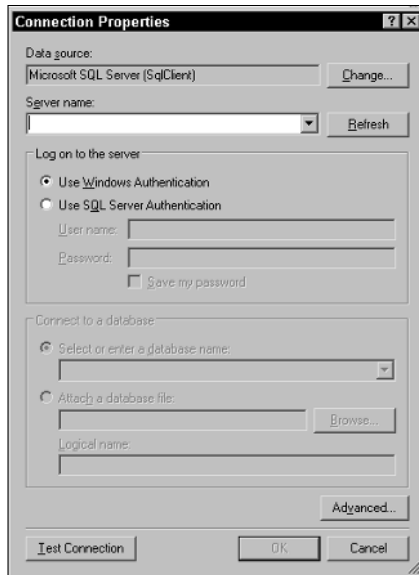 Connection Properties
Data source:
Microsoft SQL Server (SqlClient)
Change...
Server name:
Refresh
Log on to the server
Use Windows Authentication
Use SQL Server Authentication
User name:
Password:
Save my password
Connect to a database
Select or enter a database name:
Attach a database file:
Browse...
Logical name:
Advanced...
Test Connection
OK
Cancel